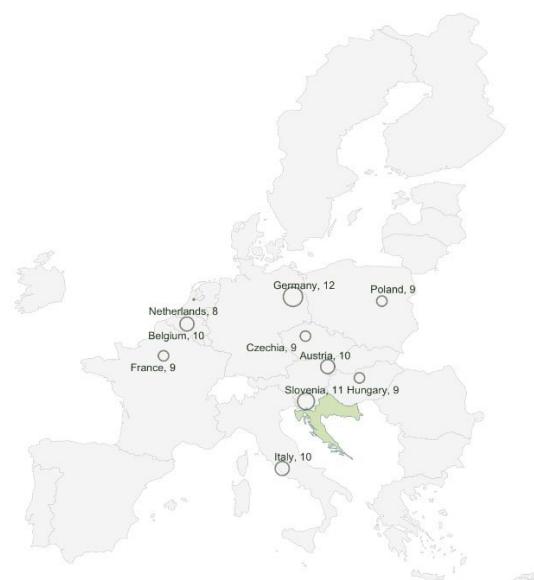 Germany, 12
Poland, 9
Netherlands, 8
Belgium, 10
Czechia, 9
Austria, 10
France, 9
Slovenia, 11
Hungary, 9
Italy, 10